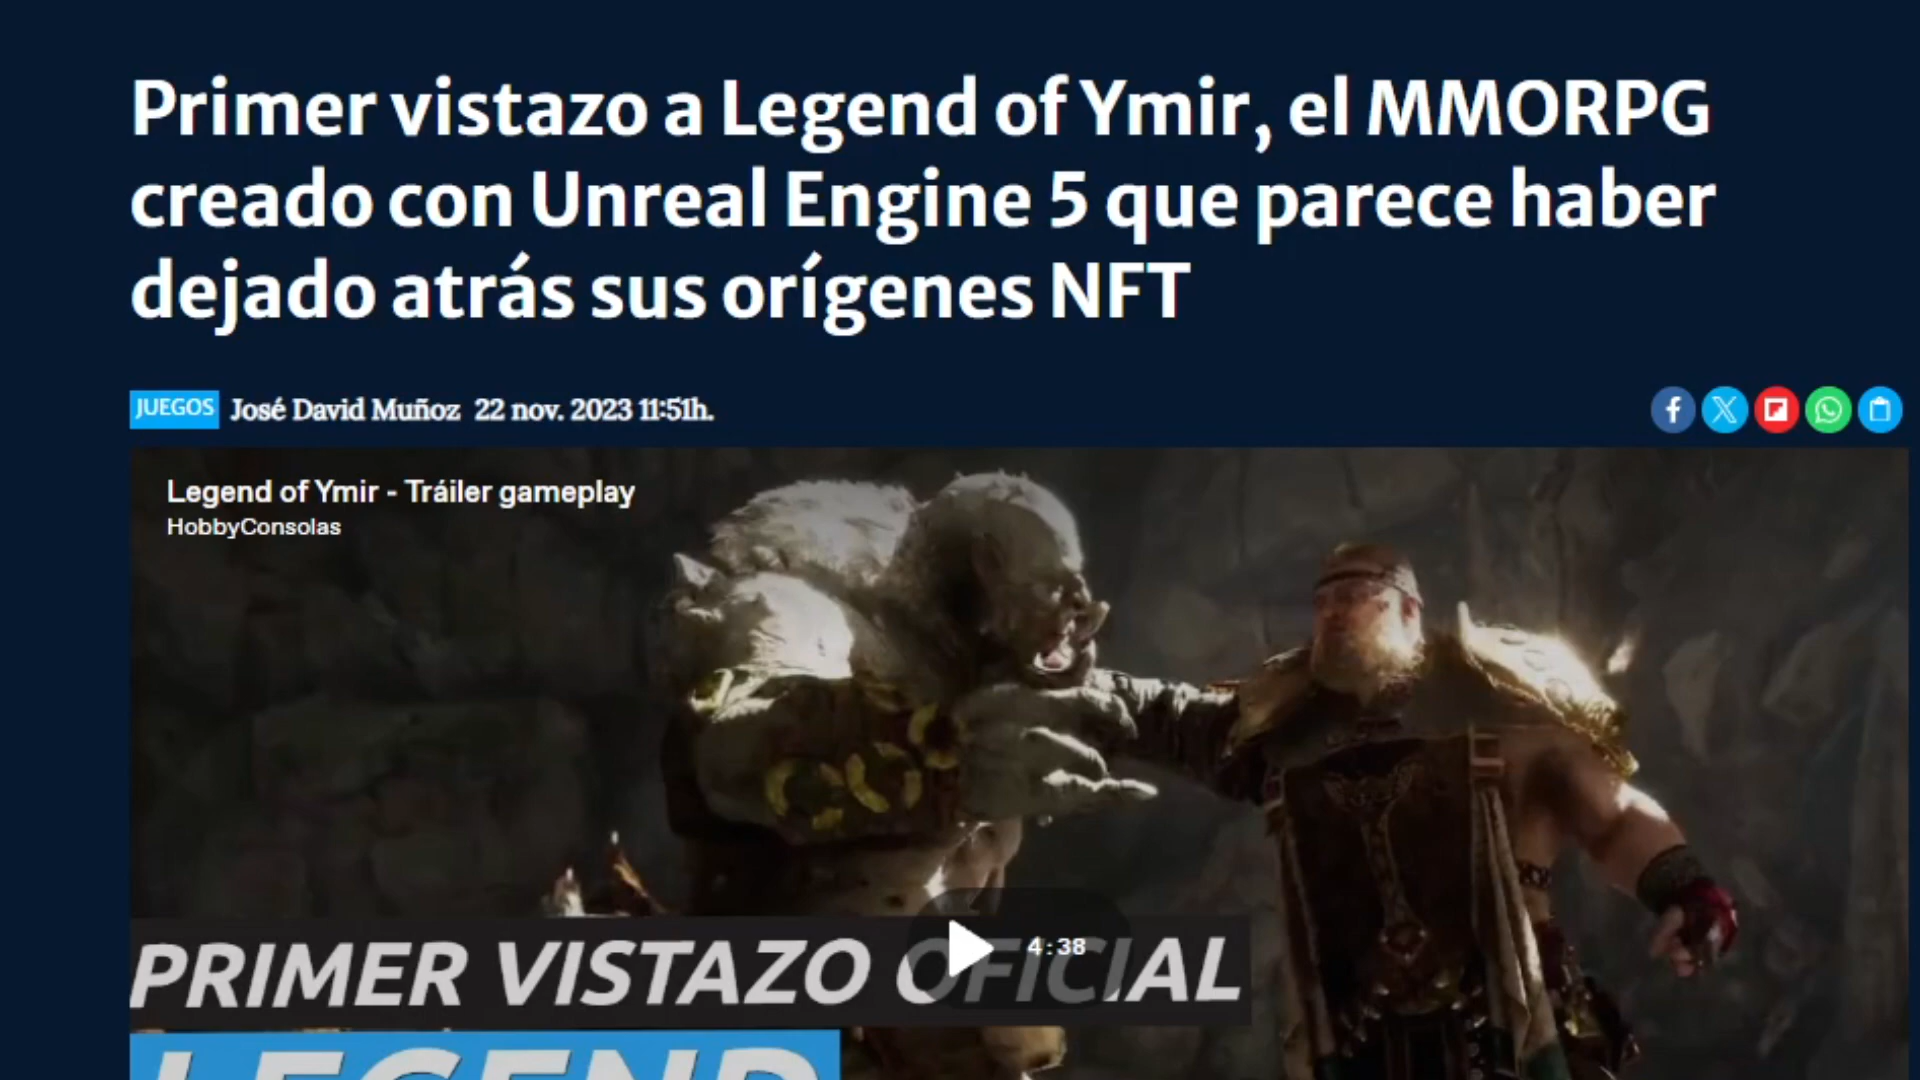 Primer vistazo a Legend of Ymir, el MMORPG
creado con Unreal Engine 5 que parece haber
dejado atrás sus orígenes NFT
JUEGOS José David Muñoz 22 nov. 2023 11:51h.
Legend of Ymir - Tráiler gameplay
HobbyConsolas
PRIMER VISTAZO OFICIAL
4:38
LEGEND